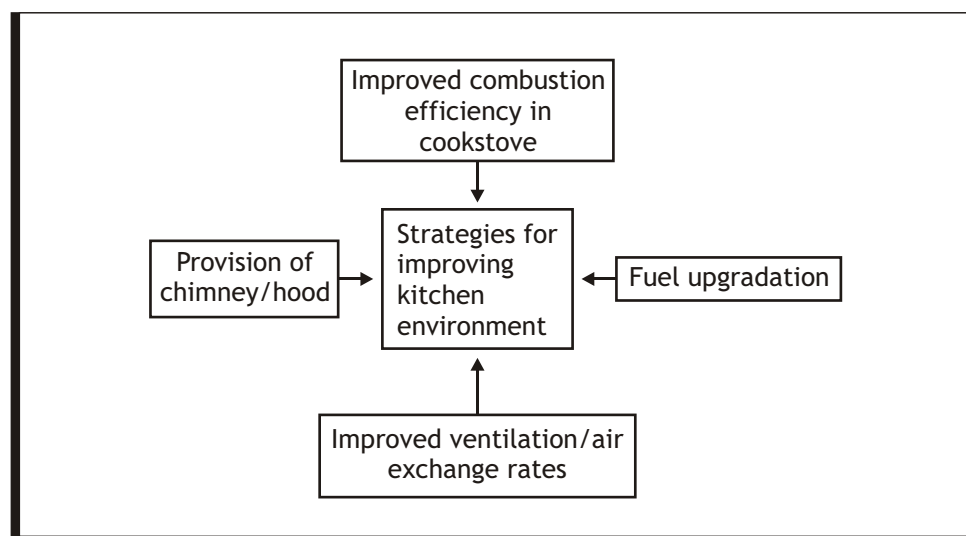 Improved combustion
efficiency in
cookstove
Provision of
chimney/hood
Strategies for
improving
kitchen
environment
Fuel upgradation
Improved ventilation/air
exchange rates